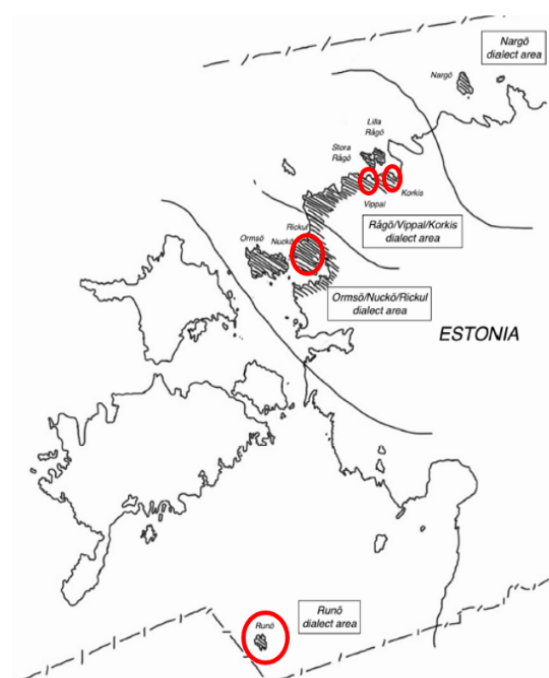 Nargö
dialect area
Nargö
Lilla
Rågö
Stora
Rågö
Korkis
Vippal
Rickul
Rågö/Vippal/Korkis
dialect area
Ormsö
Nuckö
Ormsö/Nuckö/Rickul
dialect area
ESTONIA
Runö
dialect area
Runö